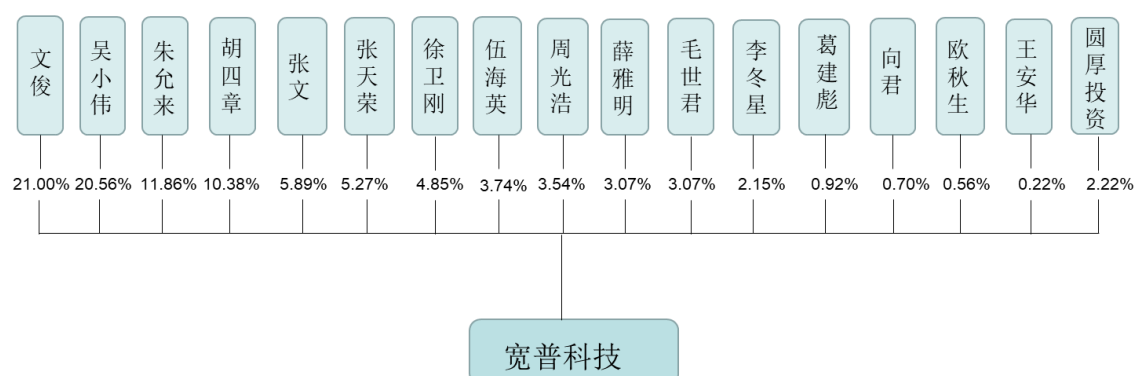 文俊
吴小伟
朱允来
胡四章
张文
张天荣
徐卫刚
伍海英
周光浩
薛雅明
毛世君
李冬星
葛建彪
向君
欧秋生
王安华
圆厚投资
21.00% 20.56% 11.86% 10.38% 5.89% 5.27% 4.85% 3.74% 3.54% 3.07% 3.07% 2.15% 0.92% 0.70% 0.56% 0.22% 2.22%
宽普科技